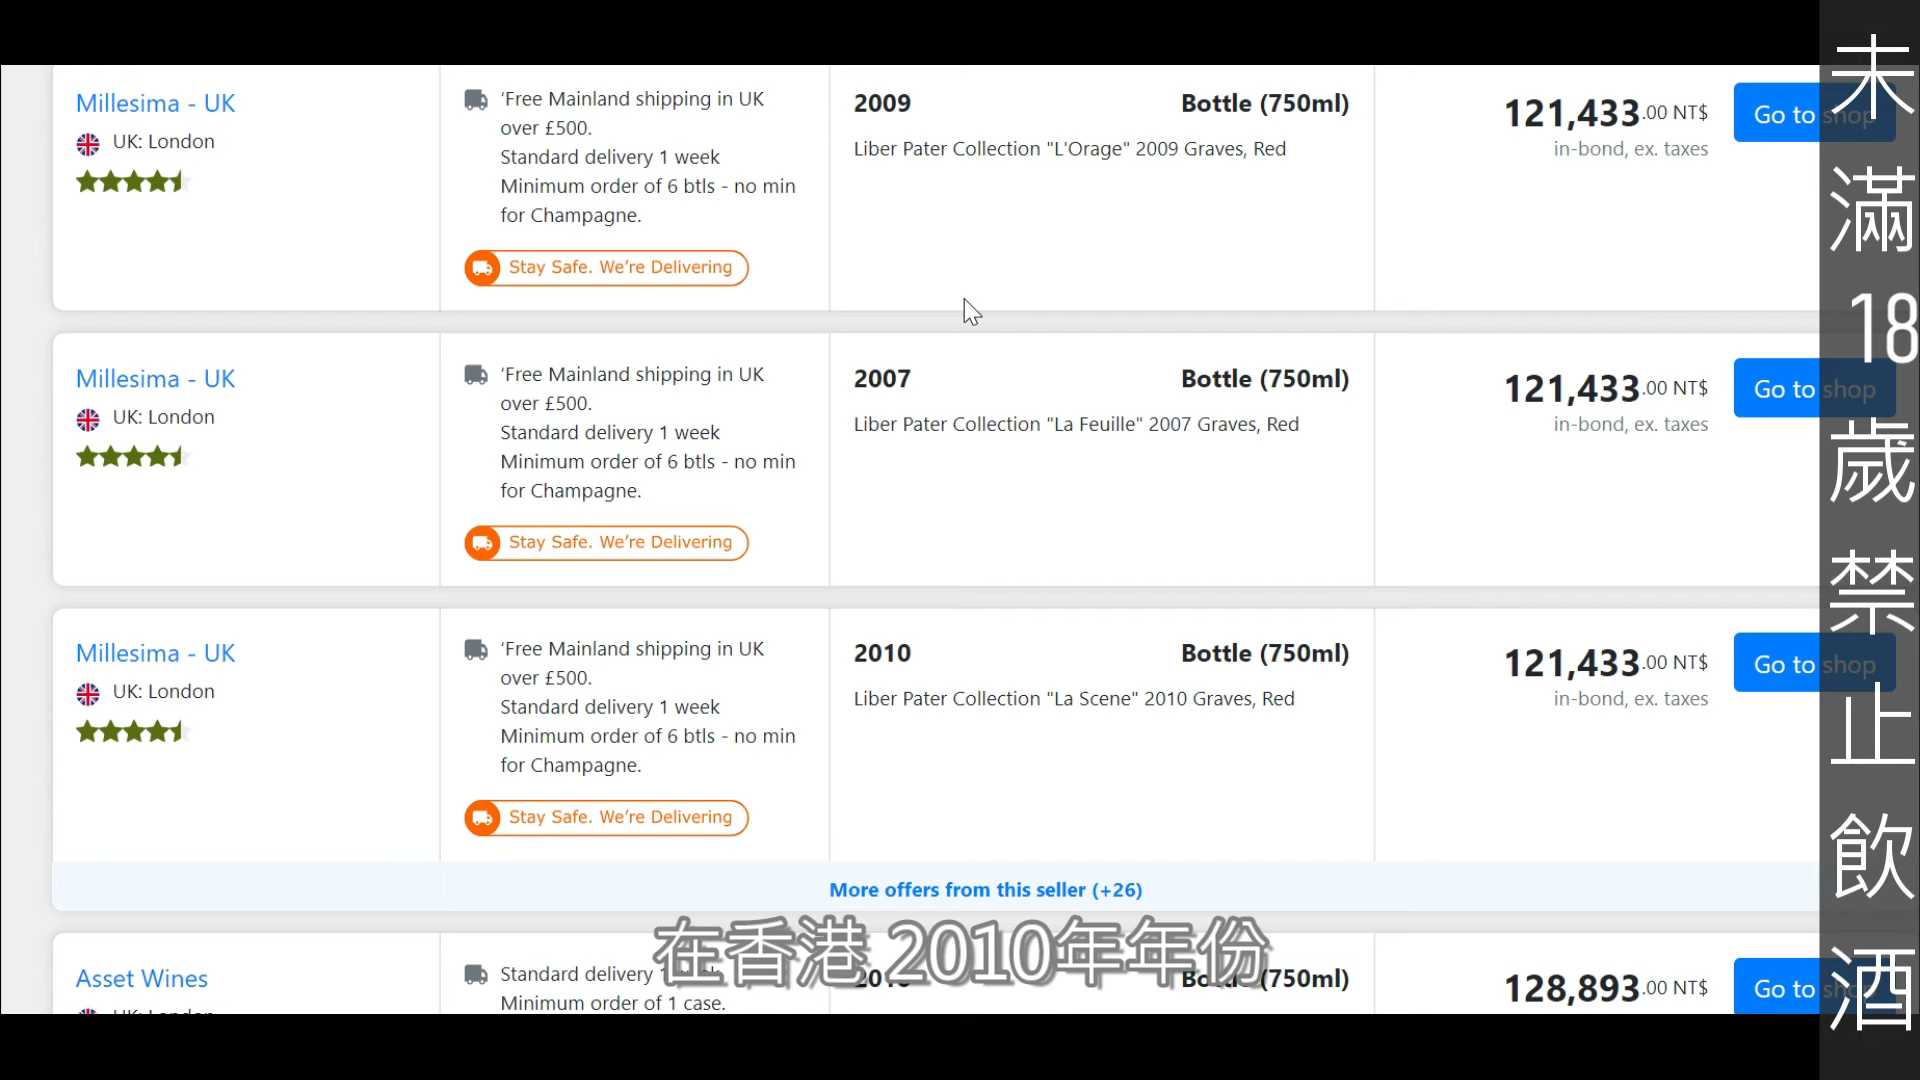 Millesima - UK
UK: London
'Free Mainland shipping in UK
over £500.
Standard delivery 1 week
Minimum order of 6 btls - no min
for Champagne.
Stay Safe. We're Delivering
2009 Bottle (750ml)
Liber Pater Collection "L'Orage" 2009 Graves, Red
121,433.00 NT$
in-bond, ex. taxes
Go to shop
Millesima - UK
UK: London
'Free Mainland shipping in UK
over £500.
Standard delivery 1 week
Minimum order of 6 btls - no min
for Champagne.
Stay Safe. We're Delivering
2007 Bottle (750ml)
Liber Pater Collection "La Feuille" 2007 Graves, Red
121,433.00 NT$
in-bond, ex. taxes
Go to shop
Millesima - UK
UK: London
'Free Mainland shipping in UK
over £500.
Standard delivery 1 week
Minimum order of 6 btls - no min
for Champagne.
Stay Safe. We're Delivering
2010 Bottle (750ml)
Liber Pater Collection "La Scene" 2010 Graves, Red
121,433.00 NT$
in-bond, ex. taxes
Go to shop
More offers from this seller (+26)
Asset Wines
Standard delivery 1
Minimum order of 1 case.
Bottle (750ml)
128,893.00 NT$
Go to shop
在香港 2010年年份
未滿18歲禁止飲酒